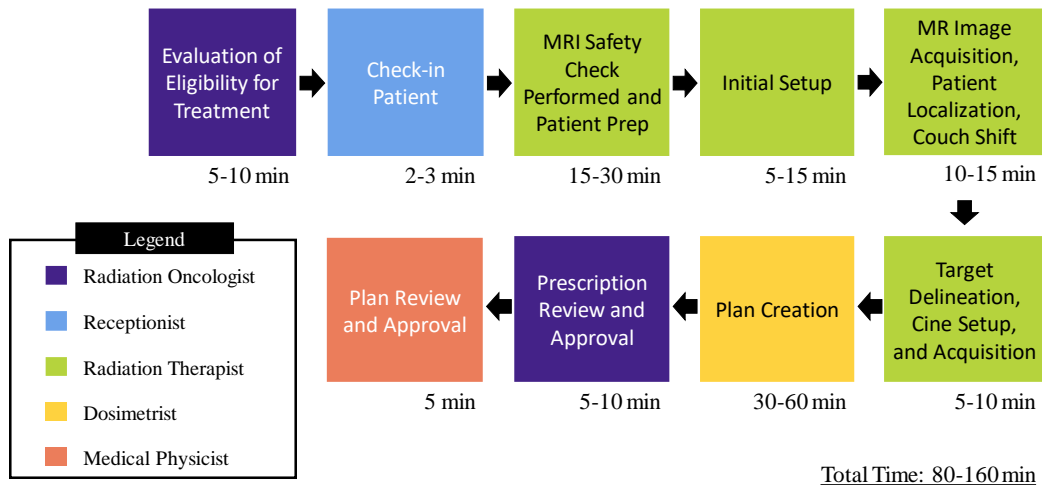 Evaluation of
Eligibility for
Treatment
5-10 min
Check-in
Patient
2-3 min
MRI Safety
Check
Performed and
Patient Prep
15-30 min
Initial Setup
5-15 min
MR Image
Acquisition,
Patient
Localization,
Couch Shift
10-15 min
Target
Delineation,
Cine Setup,
and Acquisition
5-10 min
Plan Creation
30-60 min
Prescription
Review and
Approval
5-10 min
Plan Review
and Approval
5 min
Legend
Radiation Oncologist
Receptionist
Radiation Therapist
Dosimetrist
Medical Physicist
Total Time: 80-160 min